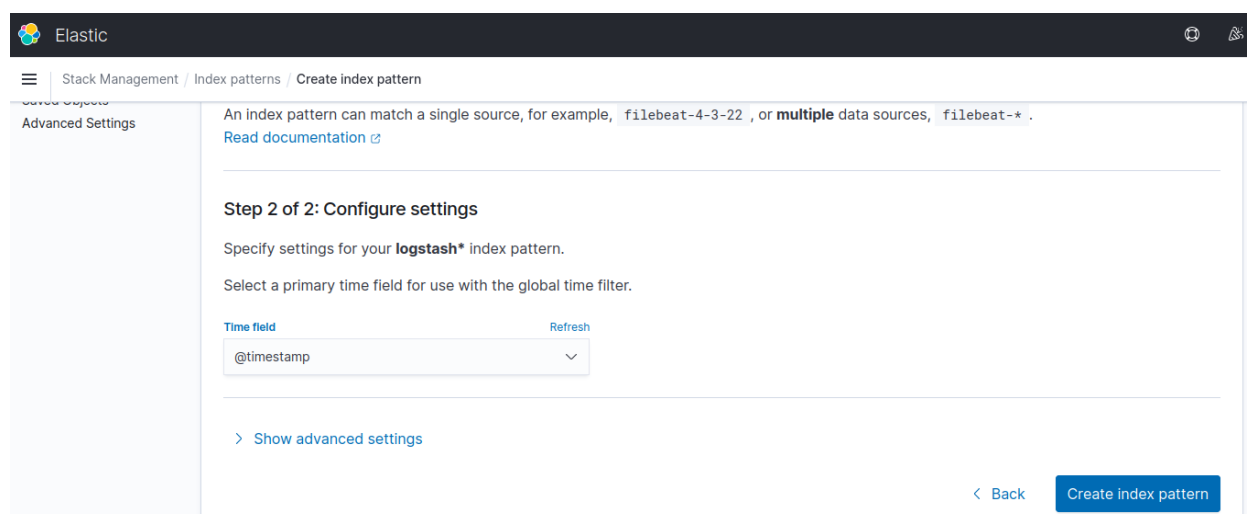 Elastic
Stack Management / Index patterns / Create index pattern
Saved Objects
Advanced Settings
An index pattern can match a single source, for example, filebeat-4-3-22 , or multiple data sources, filebeat-* .
Read documentation
Step 2 of 2: Configure settings
Specify settings for your logstash* index pattern.
Select a primary time field for use with the global time filter.
Time field Refresh
@timestamp
Show advanced settings
Back Create index pattern